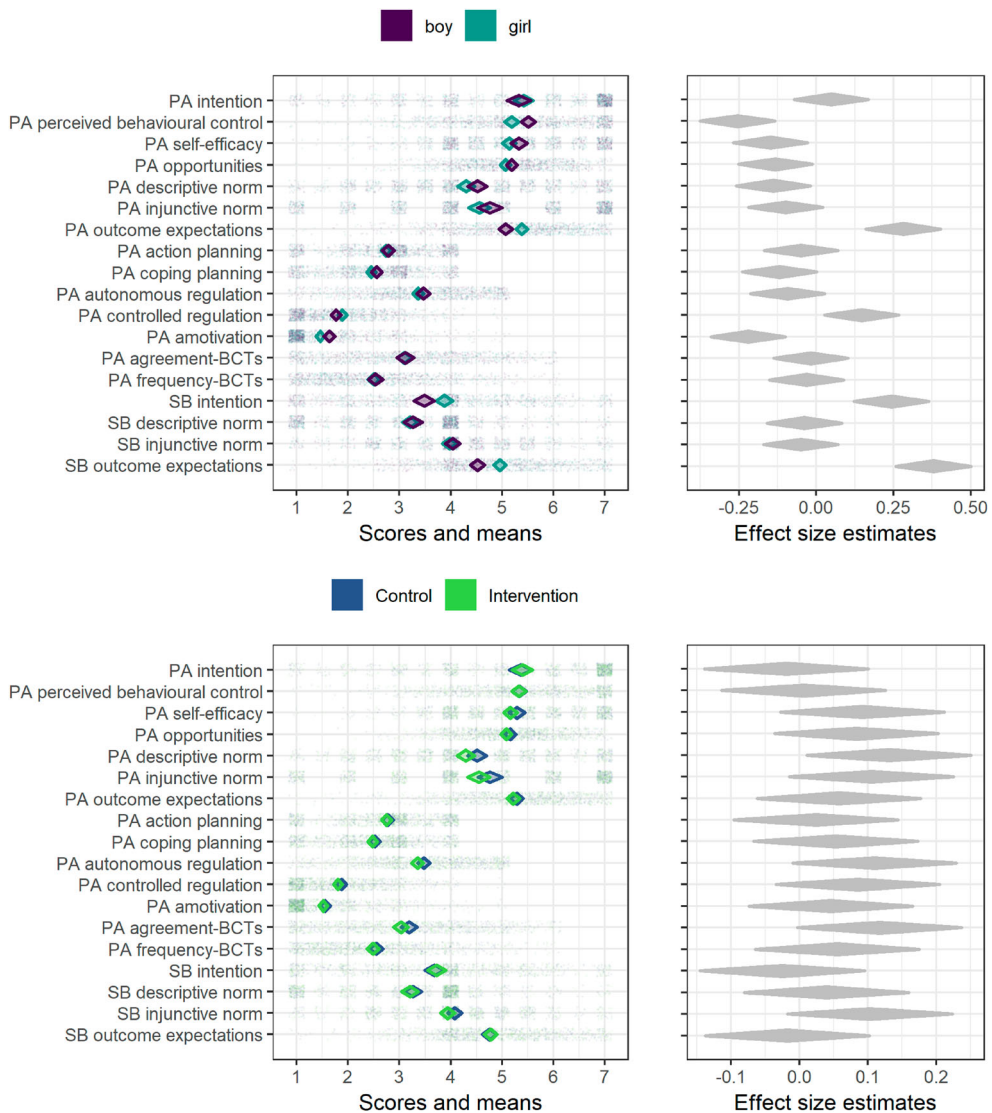 boy girl
PA intention
PA perceived behavioural control
PA self-efficacy
PA opportunities
PA descriptive norm
PA injunctive norm
PA outcome expectations
PA action planning
PA coping planning
PA autonomous regulation
PA controlled regulation
PA amotivation
PA agreement-BCTs
PA frequency-BCTs
SB intention
SB descriptive norm
SB injunctive norm
SB outcome expectations
1 2 3 4 5 6 7 -0.25 0.00 0.25 0.50
Scores and means Effect size estimates
Control Intervention
PA intention
PA perceived behavioural control
PA self-efficacy
PA opportunities
PA descriptive norm
PA injunctive norm
PA outcome expectations
PA action planning
PA coping planning
PA autonomous regulation
PA controlled regulation
PA amotivation
PA agreement-BCTs
PA frequency-BCTs
SB intention
SB descriptive norm
SB injunctive norm
SB outcome expectations
1 2 3 4 5 6 7 -0.1 0.0 0.1 0.2
Scores and means Effect size estimates